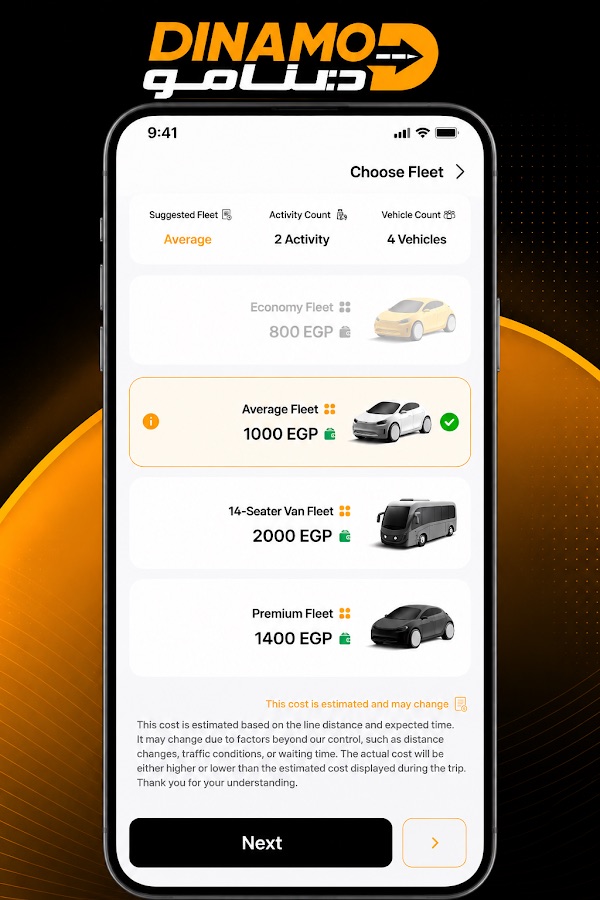 DINAMO
دينامو
9:41
Choose Fleet
Suggested Fleet Activity Count Vehicle Count
Average 2 Activity 4 Vehicles
Economy Fleet
800 EGP
Average Fleet
1000 EGP
14-Seater Van Fleet
2000 EGP
Premium Fleet
1400 EGP
This cost is estimated and may change
This cost is estimated based on the line distance and expected time.
It may change due to factors beyond our control, such as distance
changes, traffic conditions, or waiting time. The actual cost will be
either higher or lower than the estimated cost displayed during the trip.
Thank you for your understanding.
Next